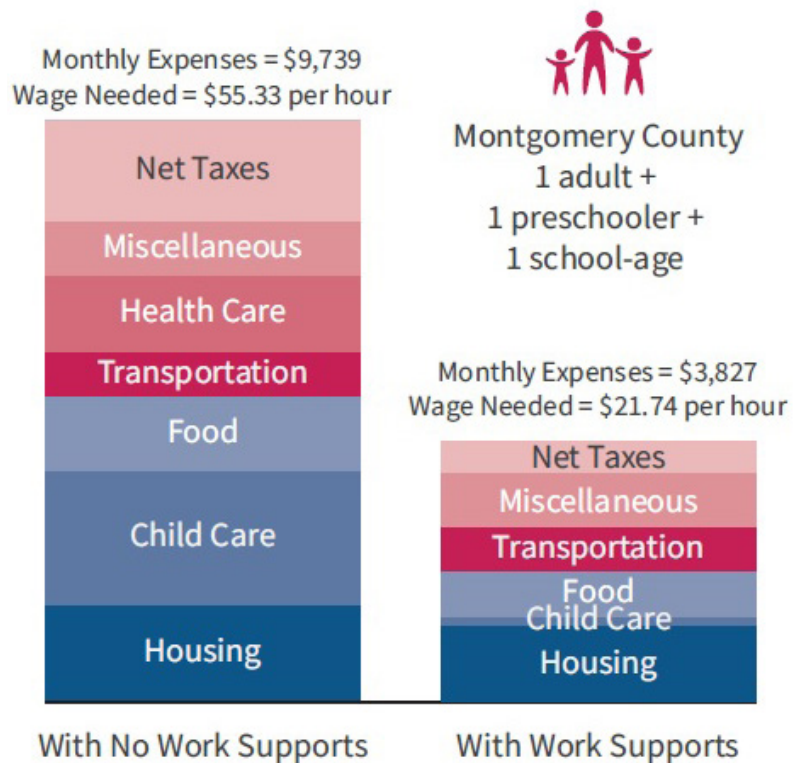 Monthly Expenses = $9,739
Wage Needed = $55.33 per hour
Net Taxes
Miscellaneous
Health Care
Transportation
Food
Child Care
Housing
With No Work Supports
Montgomery County
1 adult +
1 preschooler +
1 school-age
Monthly Expenses = $3,827
Wage Needed = $21.74 per hour
Net Taxes
Miscellaneous
Transportation
Food
Child Care
Housing
With Work Supports